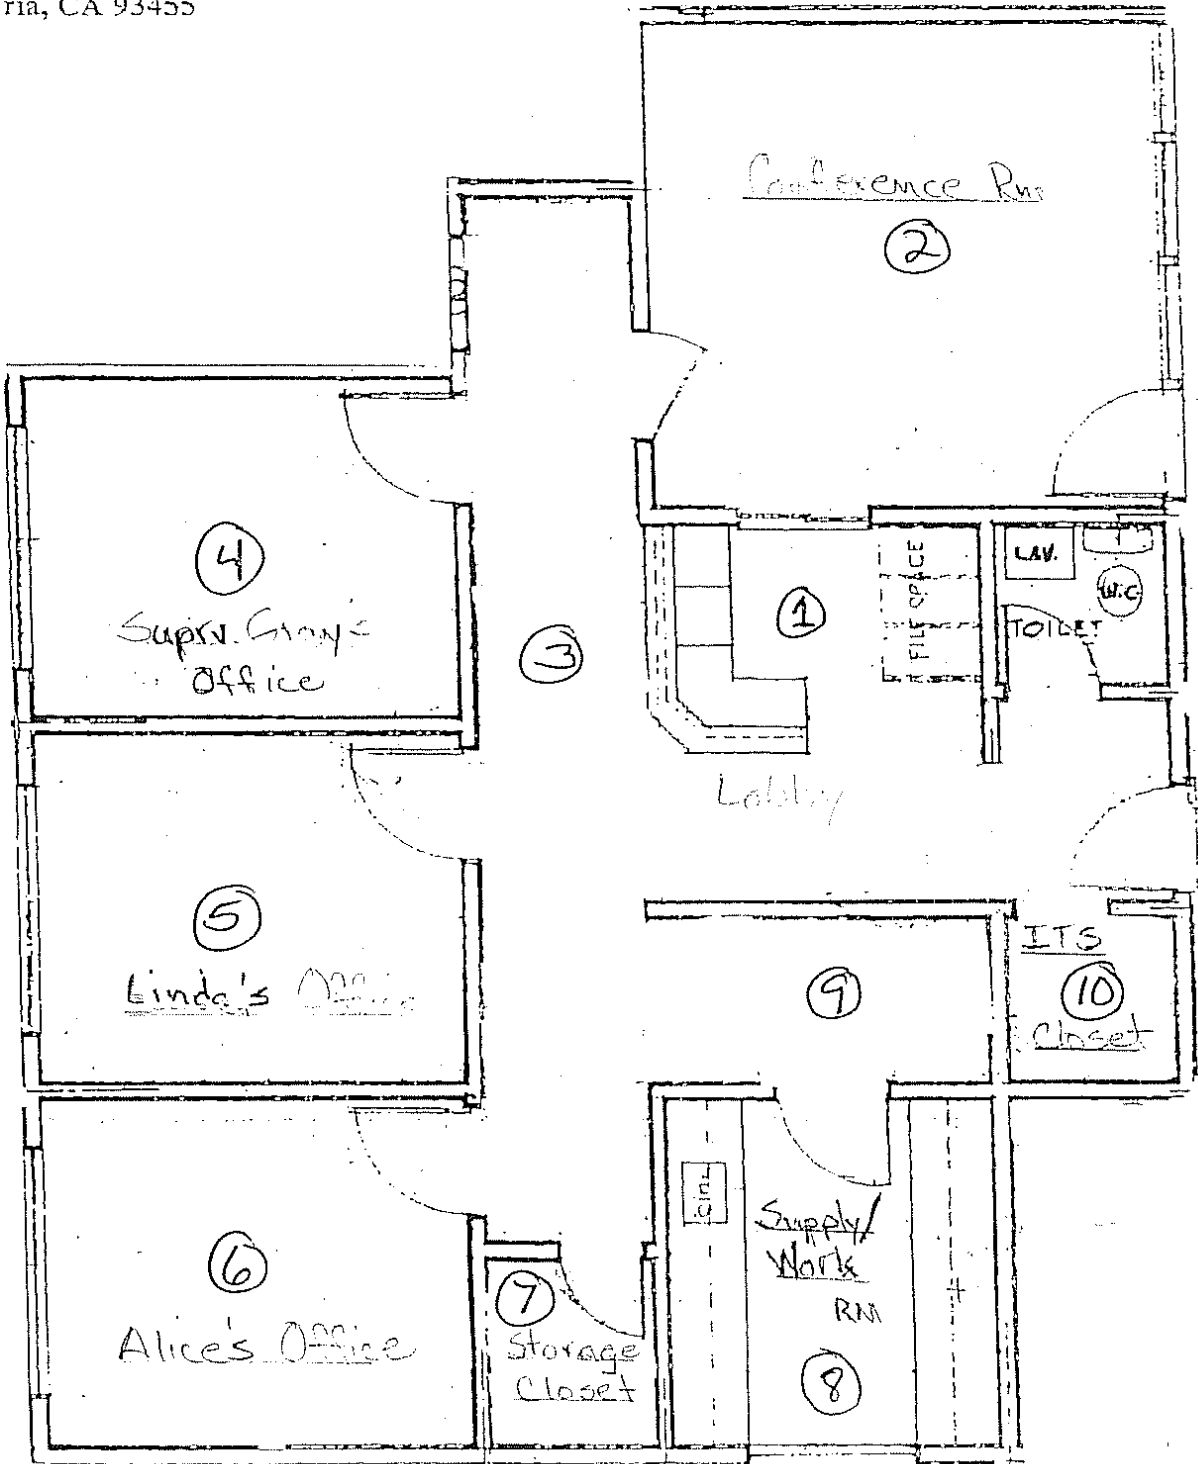 ria, CA 93455
Conference Rm
2
4
Suprv. Gray's
Office
3
1
FILE SPACE
LAV.
W.C.
TOILET
Lobby
5
Linda's Office
9
ITS
10
Closet
6
Alice's Office
7
Storage
Closet
Supply/
Work
RM
8